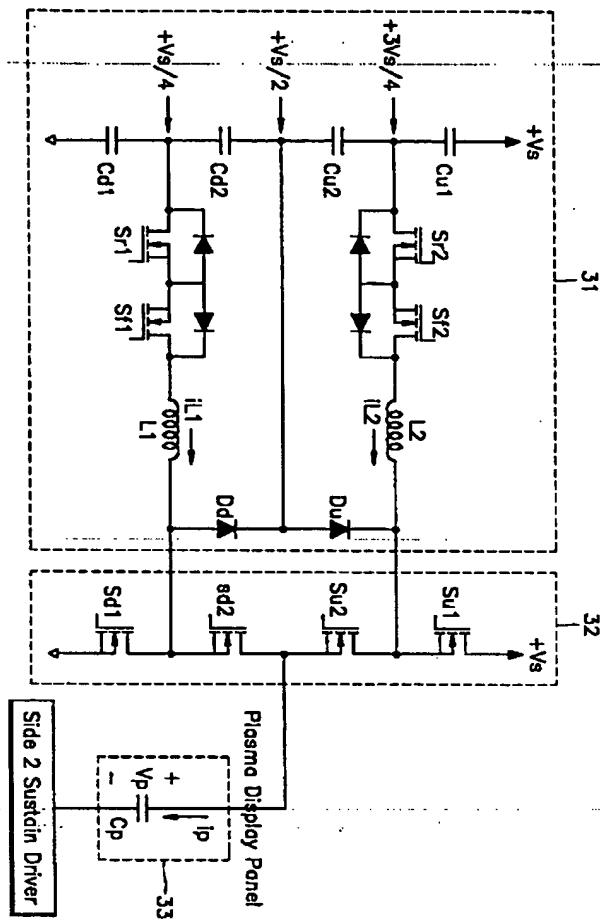 +Vs
+3Vs/4
+Vs/2
+Vs/4
Cu1
Cu2
Cd2
Cd1
Sr2
Sf2
Sr1
Sf1
L2
iL2
iL1
L1
Du
Dd
31
+Vs
Su1
Su2
sd2
Sd1
32
Plasma Display Panel
+
Vp
-
ip
Cp
33
Side 2 Sustain Driver